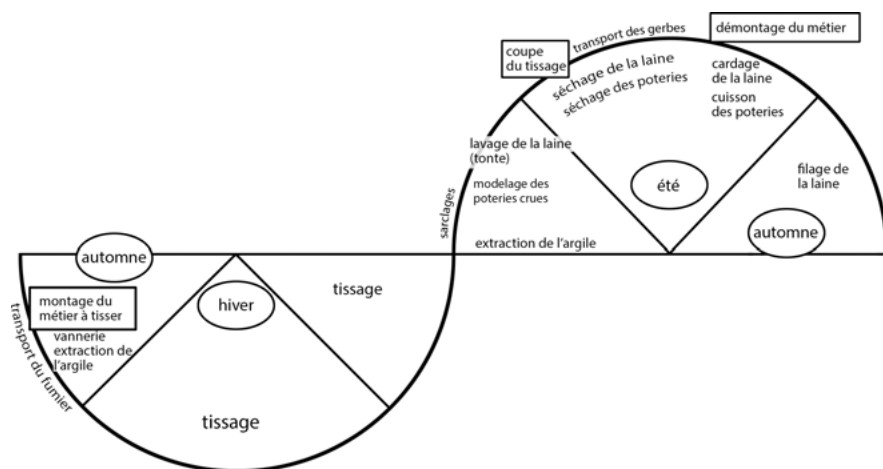 transport des gerbes
démontage du métier
coupe
du tissage
séchage de la laine
séchage des poteries
cardage
de la laine
cuisson
des poteries
lavage de la laine
(tonte)
modelage des
poteries crues
sarclages
été
filage de
la laine
extraction de l'argile
automne
automne
montage du
métier à tisser
hiver
tissage
vannerie
extraction de
l'argile
transport du fumier
tissage